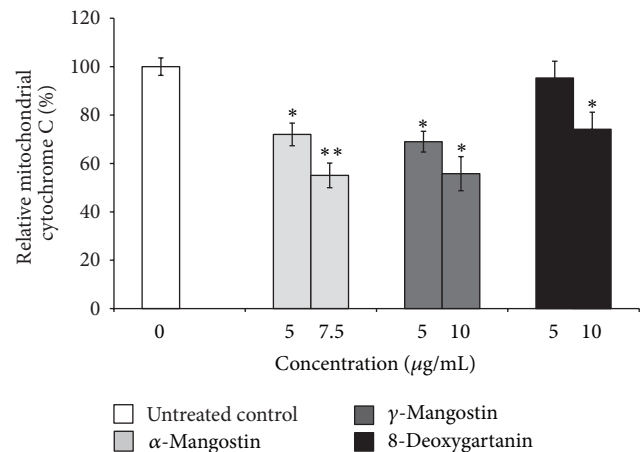 120
100
80
60
40
20
0
Relative mitochondrial
cytochrome C (%)
*
**
*
*
*
0 5 7.5 5 10 5 10
Concentration (μg/mL)
Untreated control
α-Mangostin
γ-Mangostin
8-Deoxygartanin